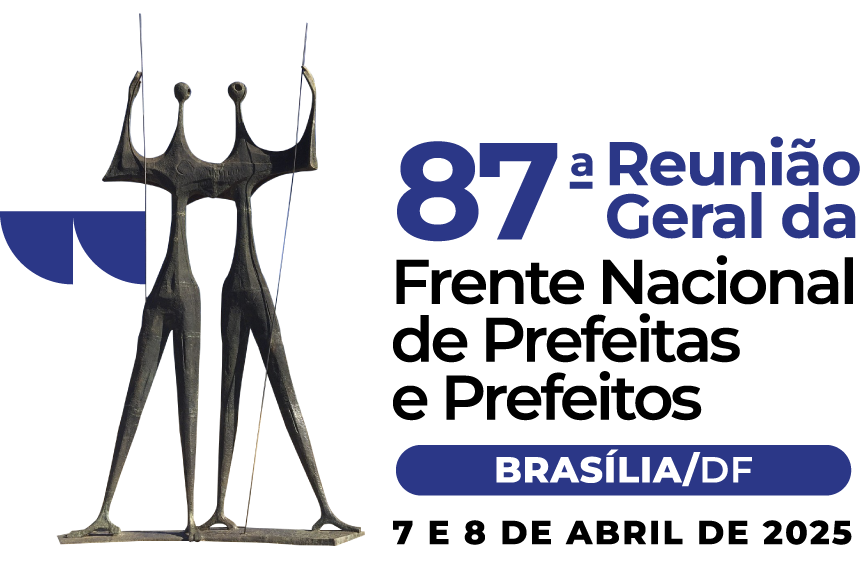 87ª Reunião
Geral da
Frente Nacional
de Prefeitas
e Prefeitos
BRASÍLIA/DF
7 E 8 DE ABRIL DE 2025